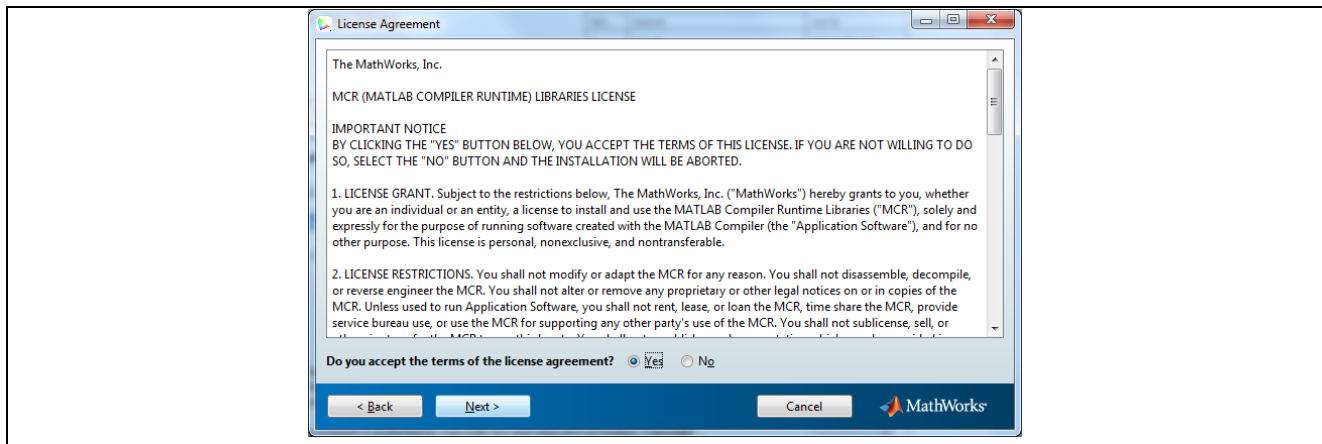 License Agreement
The MathWorks, Inc.
MCR (MATLAB COMPILER RUNTIME) LIBRARIES LICENSE
IMPORTANT NOTICE
BY CLICKING THE "YES" BUTTON BELOW, YOU ACCEPT THE TERMS OF THIS LICENSE. IF YOU ARE NOT WILLING TO DO
SO, SELECT THE "NO" BUTTON AND THE INSTALLATION WILL BE ABORTED.
1. LICENSE GRANT. Subject to the restrictions below, The MathWorks, Inc. ("MathWorks") hereby grants to you, whether
you are an individual or an entity, a license to install and use the MATLAB Compiler Runtime Libraries ("MCR"), solely and
expressly for the purpose of running software created with the MATLAB Compiler (the "Application Software"), and for no
other purpose. This license is personal, nonexclusive, and nontransferable.
2. LICENSE RESTRICTIONS. You shall not modify or adapt the MCR for any reason. You shall not disassemble, decompile,
or reverse engineer the MCR. You shall not alter or remove any proprietary or other legal notices on or in copies of the
MCR. Unless used to run Application Software, you shall not rent, lease, or loan the MCR, time share the MCR, provide
service bureau use, or use the MCR for supporting any other party's use of the MCR. You shall not sublicense, sell, or
Do you accept the terms of the license agreement? Yes No
< Back Next > Cancel MathWorks